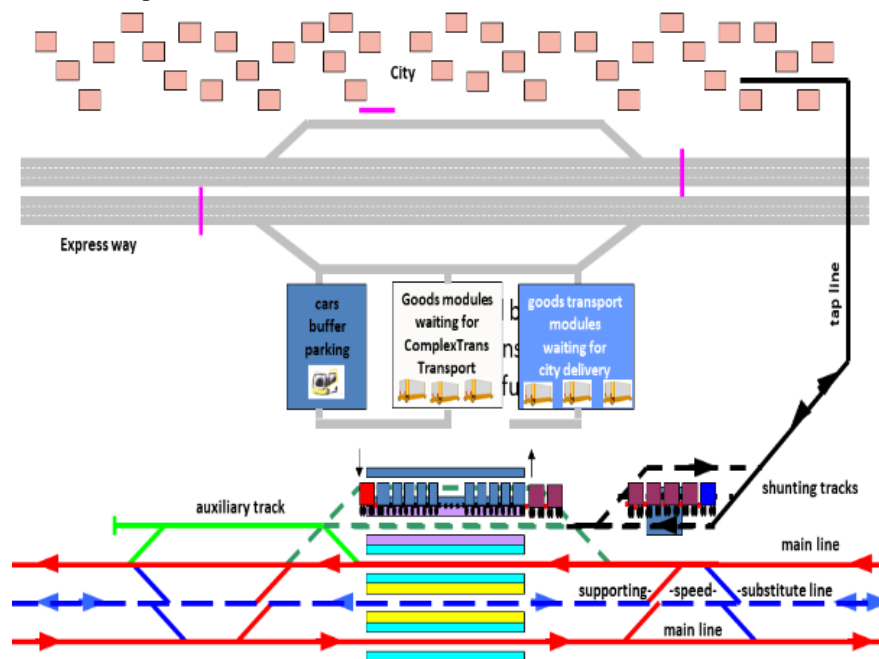 City
Express way
tap line
cars
buffer
parking
Goods modules
waiting for
ComplexTrans
Transport
goods transport
modules
waiting for
city delivery
shunting tracks
auxiliary track
main line
supporting- -speed- -substitute line
main line